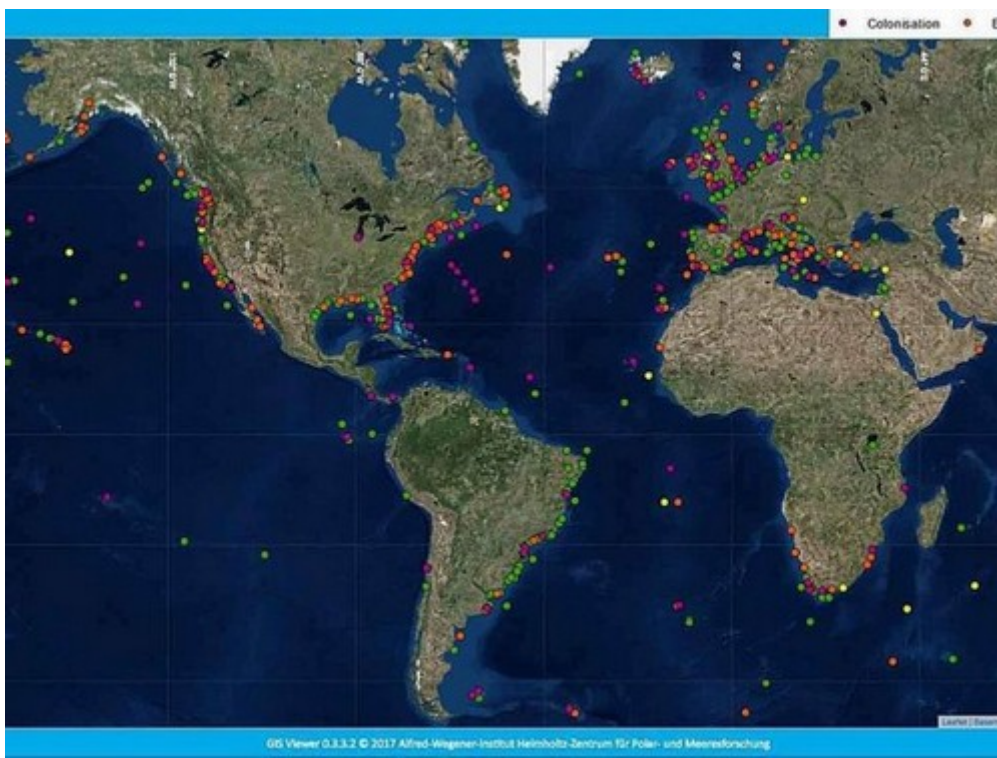 Colonisation
GIS Viewer 0.3.3.2 © 2017 Alfred-Wegener-Institut Helmholtz-Zentrum für Polar- und Meeresforschung
Leaflet |